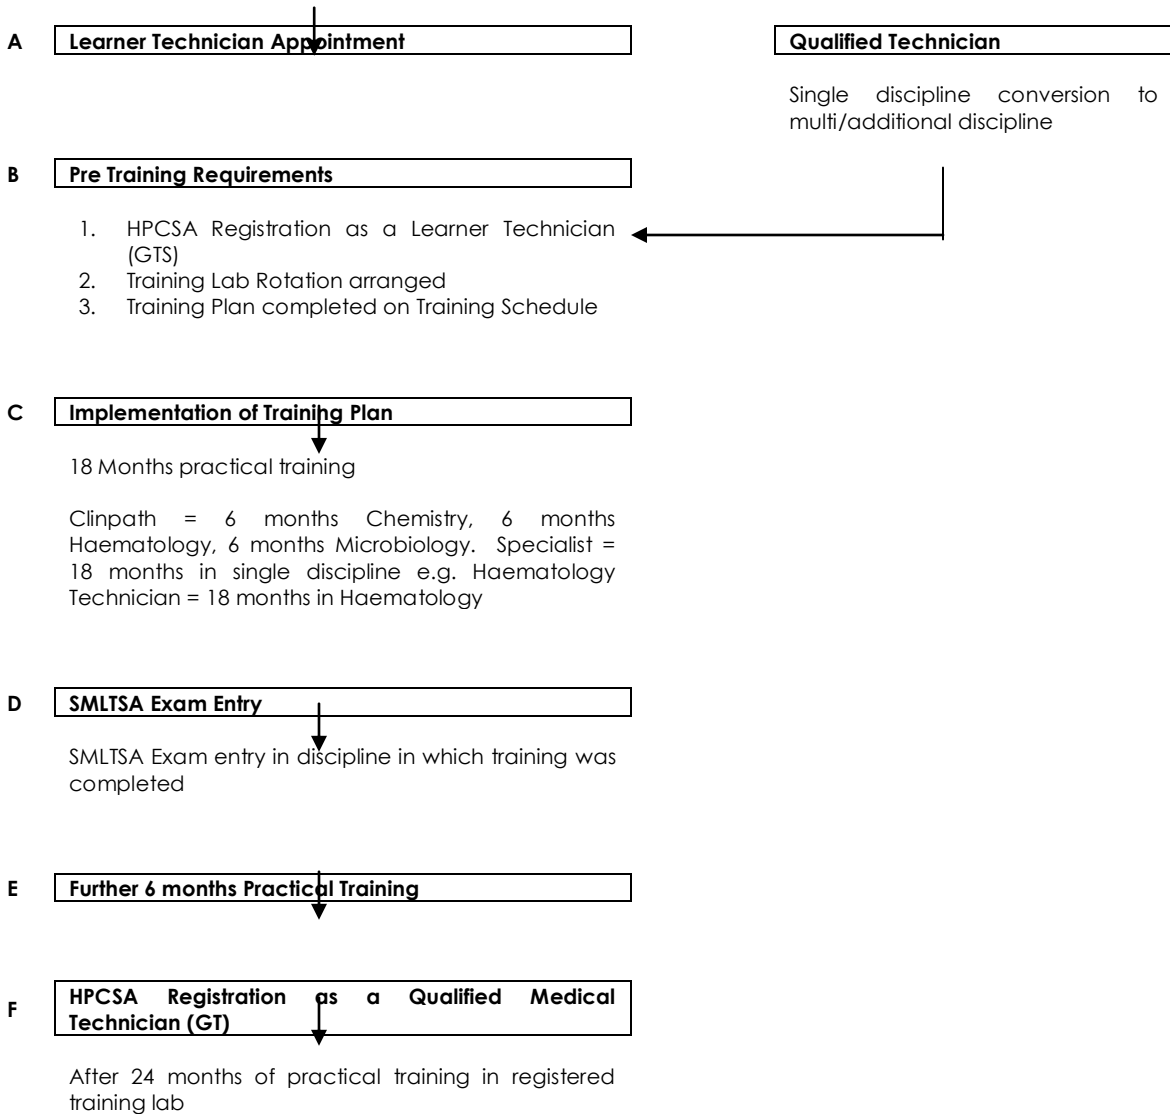 A Learner Technician Appointment
Qualified Technician
Single discipline conversion to
multi/additional discipline
B Pre Training Requirements
1. HPCSA Registration as a Learner Technician
(GTS)
2. Training Lab Rotation arranged
3. Training Plan completed on Training Schedule
C Implementation of Training Plan
18 Months practical training
Clinpath = 6 months Chemistry, 6 months
Haematology, 6 months Microbiology. Specialist =
18 months in single discipline e.g. Haematology
Technician = 18 months in Haematology
D SMLTSA Exam Entry
SMLTSA Exam entry in discipline in which training was
completed
E Further 6 months Practical Training
F HPCSA Registration as a Qualified Medical
Technician (GT)
After 24 months of practical training in registered
training lab